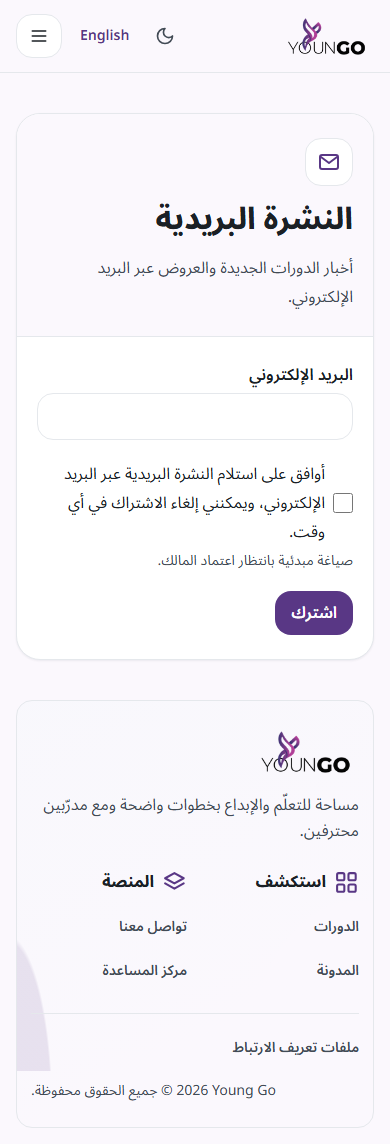 YOUNGO
English
النشرة البريدية
أخبار الدورات الجديدة والعروض عبر البريد
الإلكتروني.
البريد الإلكتروني
أوافق على استلام النشرة البريدية عبر البريد
الإلكتروني، ويمكنني إلغاء الاشتراك في أي
وقت.
صياغة مبدئية بانتظار اعتماد المالك.
اشترك
YOUNGO
مساحة للتعلّم والإبداع بخطوات واضحة ومع مدرّبين
محترفين.
استكشف
الدورات
المدونة
المنصة
تواصل معنا
مركز المساعدة
ملفات تعريف الارتباط
Young Go 2026 © جميع الحقوق محفوظة.